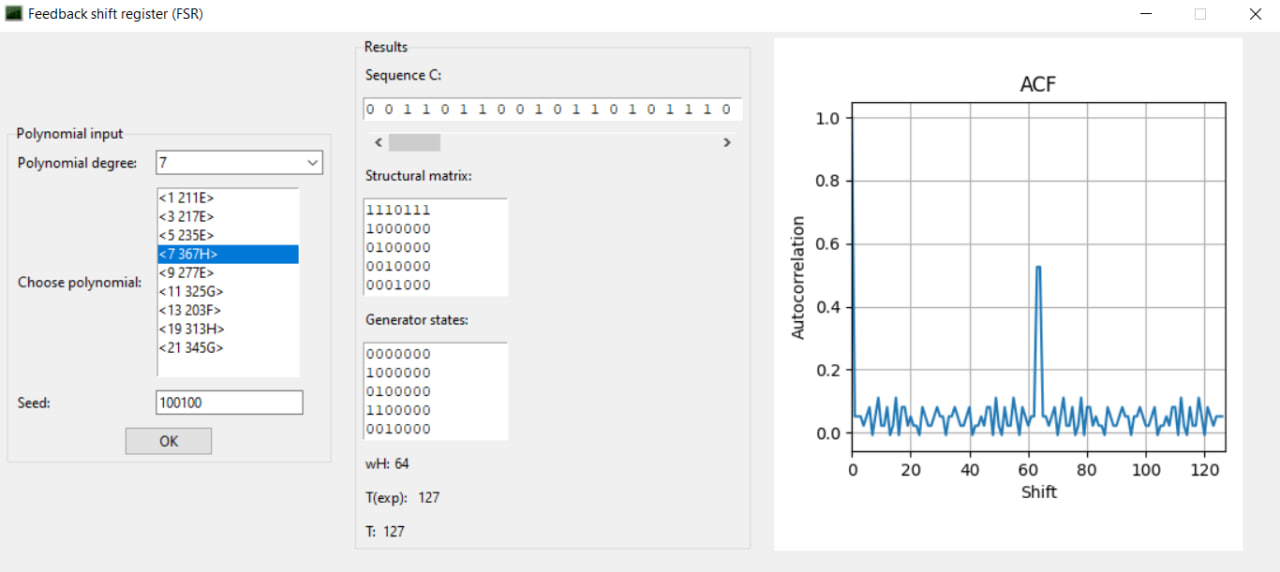 Feedback shift register (FSR)
Polynomial input
Polynomial degree:
7
Choose polynomial:
<1 211E>
<3 217E>
<5 235E>
<7 367H>
<9 277E>
<11 325G>
<13 203F>
<19 313H>
<21 345G>
Seed:
100100
OK
Results
Sequence C:
0 0 1 1 0 1 1 0 0 1 0 1 1 0 1 0 1 1 1 0
Structural matrix:
1110111
1000000
0100000
0010000
0001000
Generator states:
0000000
1000000
0100000
1100000
0010000
wH: 64
T(exp): 127
T: 127
ACF
Autocorrelation
1.0
0.8
0.6
0.4
0.2
0.0
0 20 40 60 80 100 120
Shift